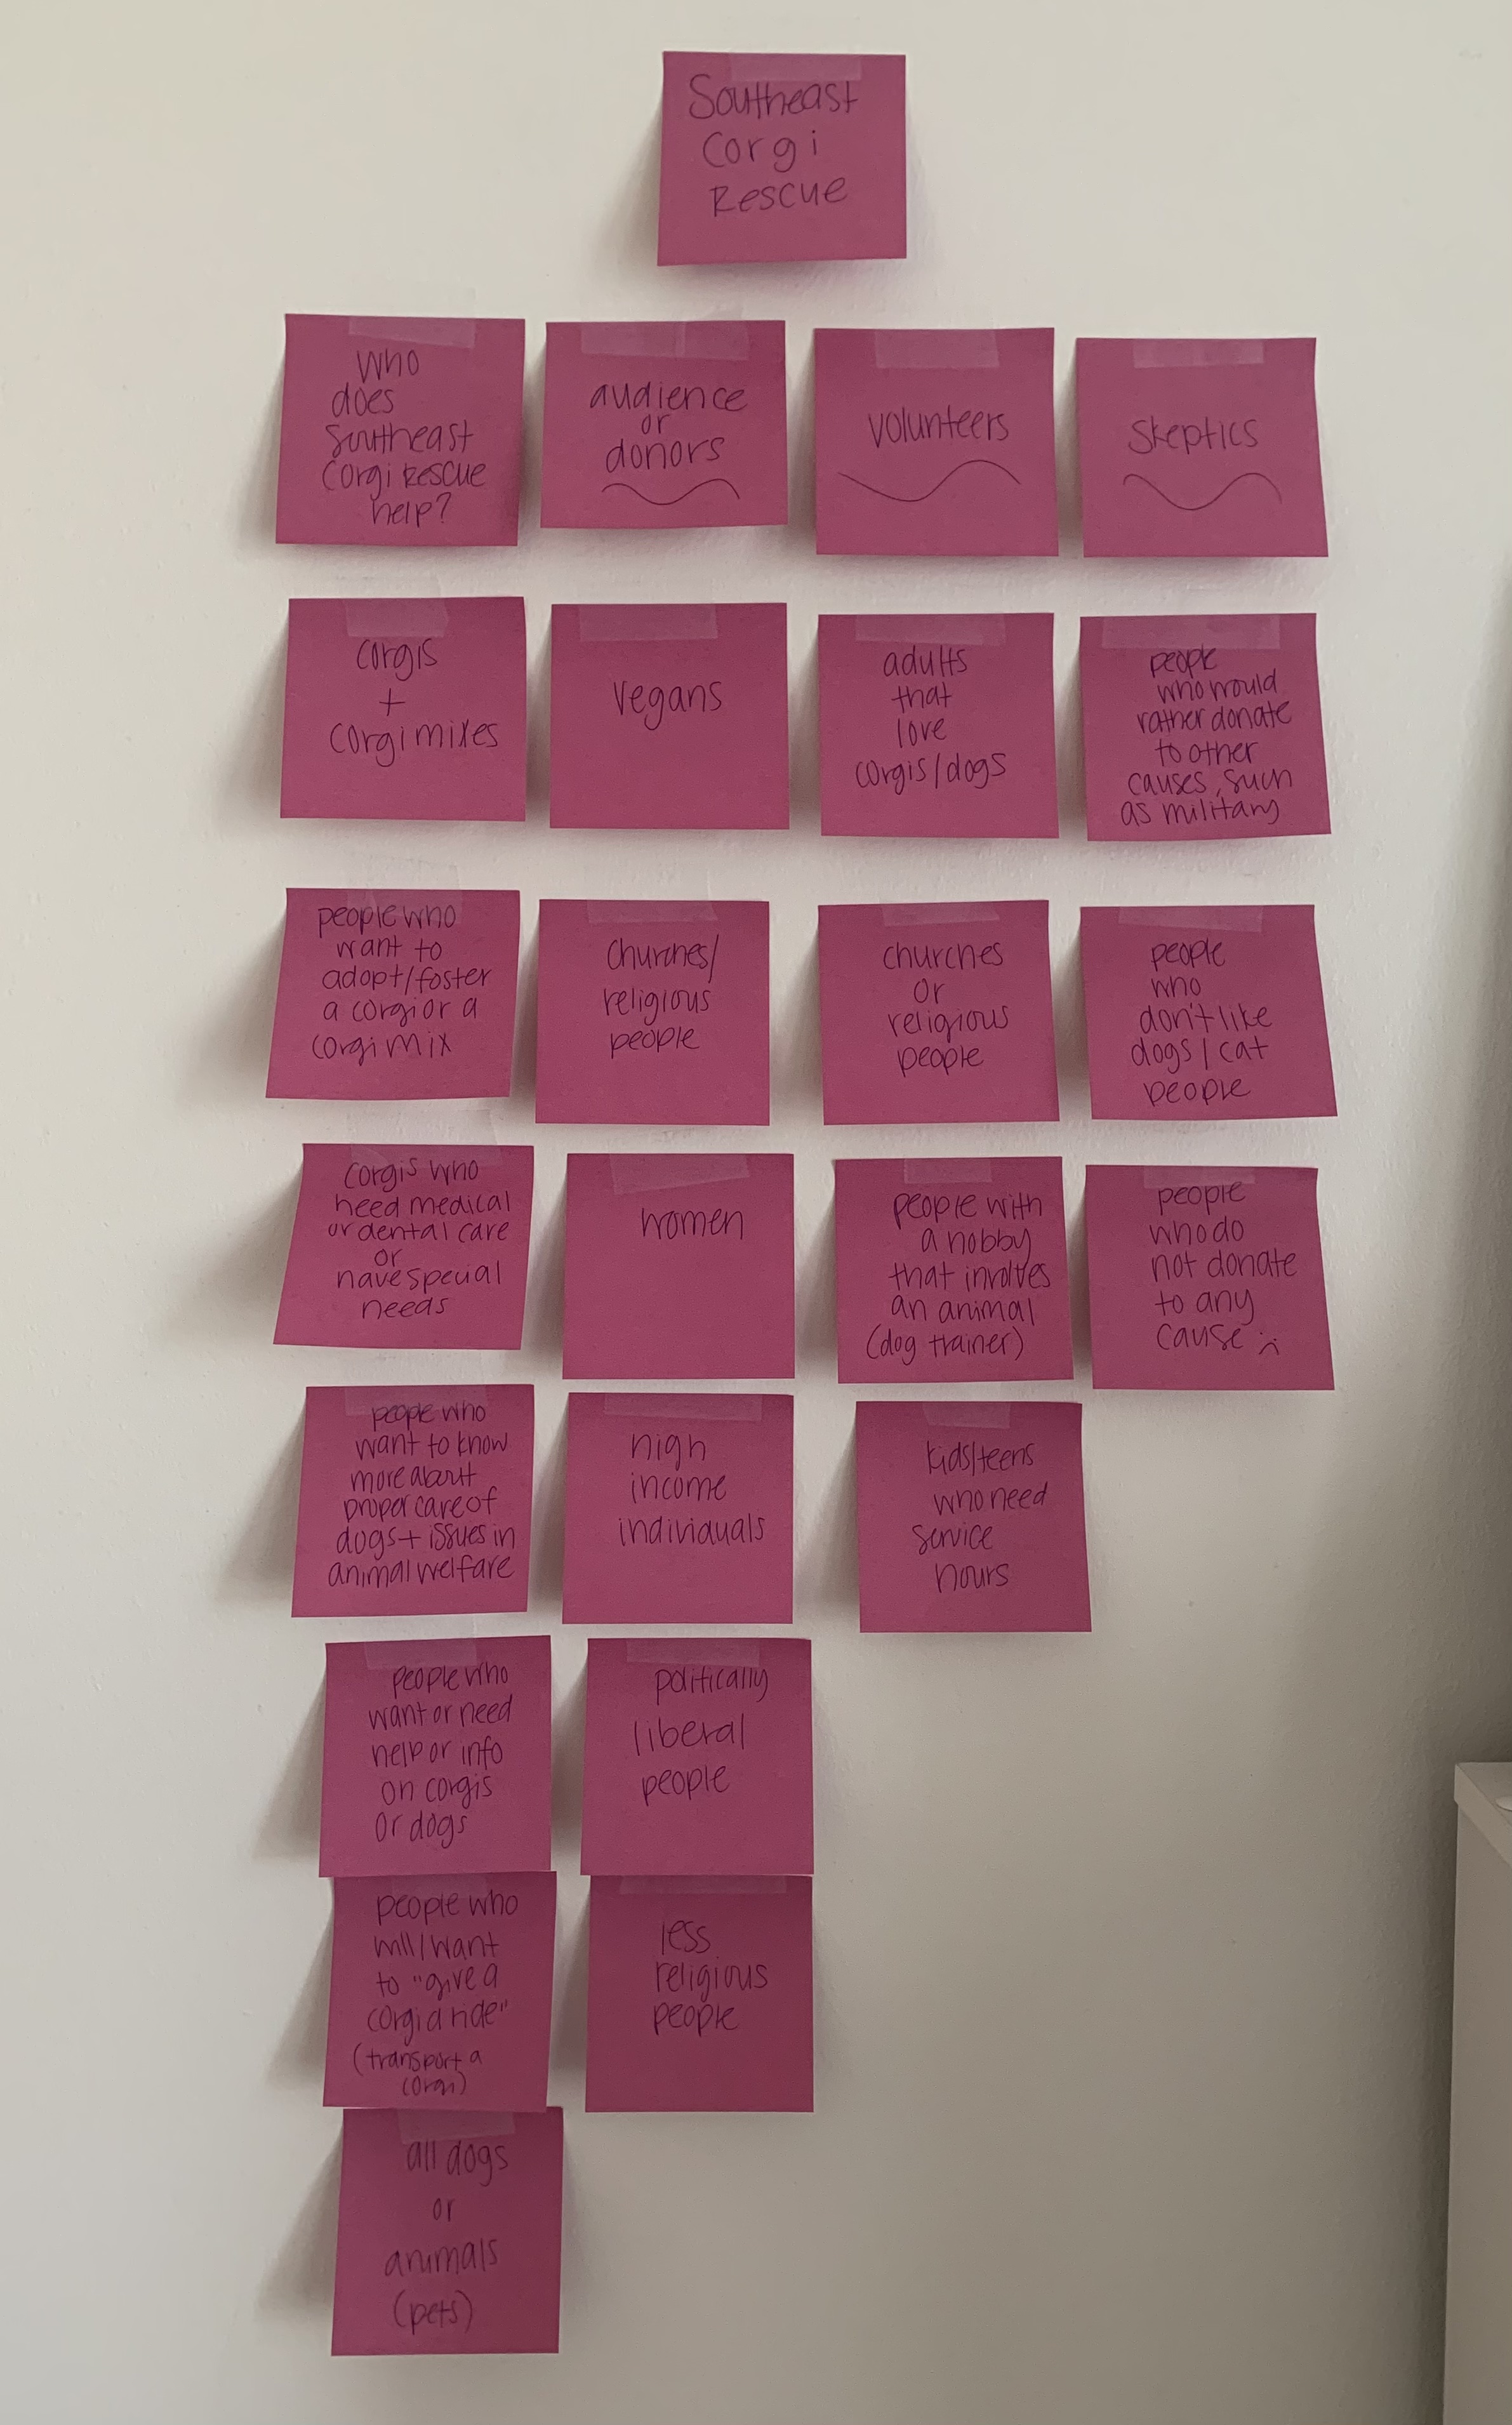 Southeast
Corgi
Rescue
who
does
Southeast
Corgi Rescue
help?
audience
or
donors
volunteers
skeptics
corgis
+
corgi mixes
vegans
adults
that
love
corgis/dogs
people
who would
rather donate
to other
causes, such
as military
people who
want to
adopt/foster
a corgi or a
corgi mix
churches/
religious
people
churches
or
religious
people
people
who
don't like
dogs/cat
people
corgis who
need medical
or dental care
or
have special
needs
women
people with
a hobby
that involves
an animal
(dog trainer)
people
who do
not donate
to any
cause :(
people who
want to know
more about
proper care of
dogs + issues in
animal welfare
high
income
individuals
kids/teens
who need
service
hours
people who
want or need
help or info
on corgis
or dogs
politically
liberal
people
people who
will/want
to "give a
corgi a ride"
(transport a
corgi)
less
religious
people
all dogs
or
animals
(pets)